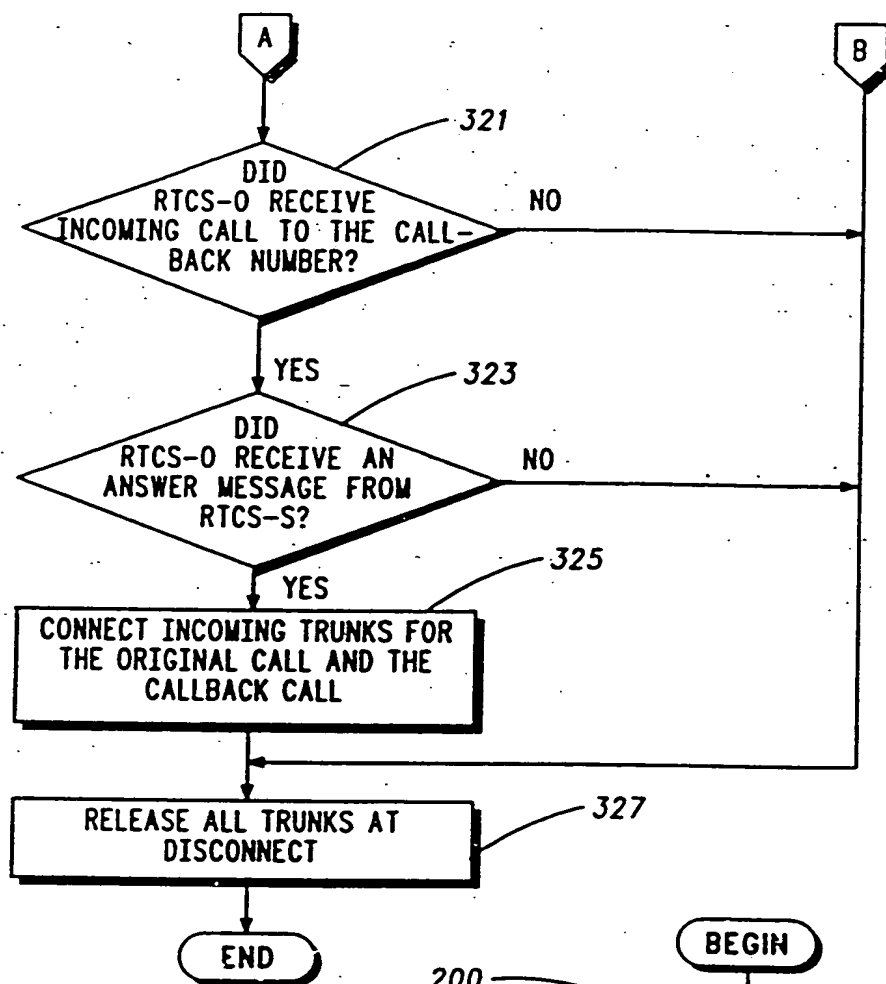 A
B
321
DID
RTCS-O RECEIVE
INCOMING CALL TO THE CALL-
BACK NUMBER?
NO
YES
323
DID
RTCS-O RECEIVE AN
ANSWER MESSAGE FROM
RTCS-S?
NO
YES
325
CONNECT INCOMING TRUNKS FOR
THE ORIGINAL CALL AND THE
CALLBACK CALL
327
RELEASE ALL TRUNKS AT
DISCONNECT
END
BEGIN
200